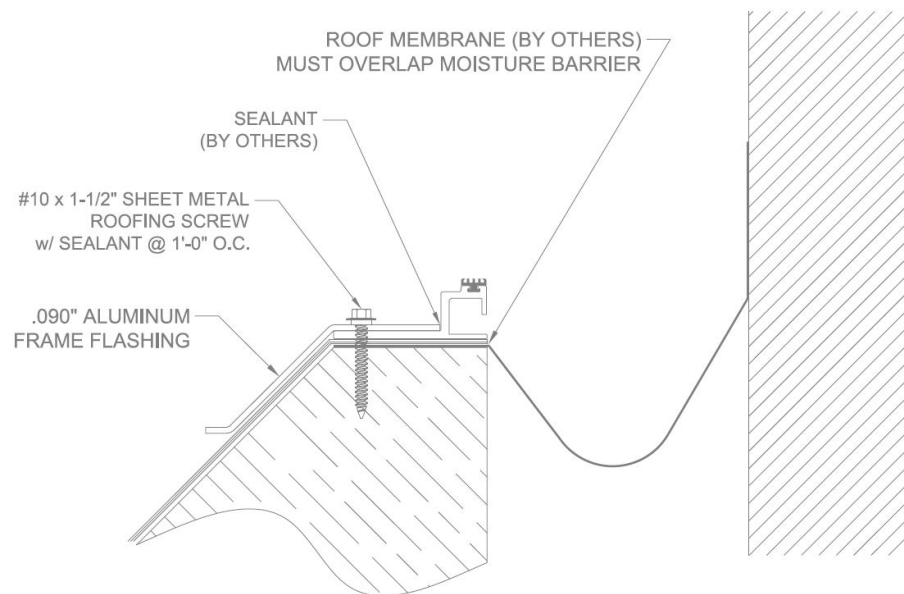 ROOF MEMBRANE (BY OTHERS)
MUST OVERLAP MOISTURE BARRIER
SEALANT
(BY OTHERS)
#10 x 1-1/2" SHEET METAL
ROOFING SCREW
w/ SEALANT @ 1'-0" O.C.
.090" ALUMINUM
FRAME FLASHING